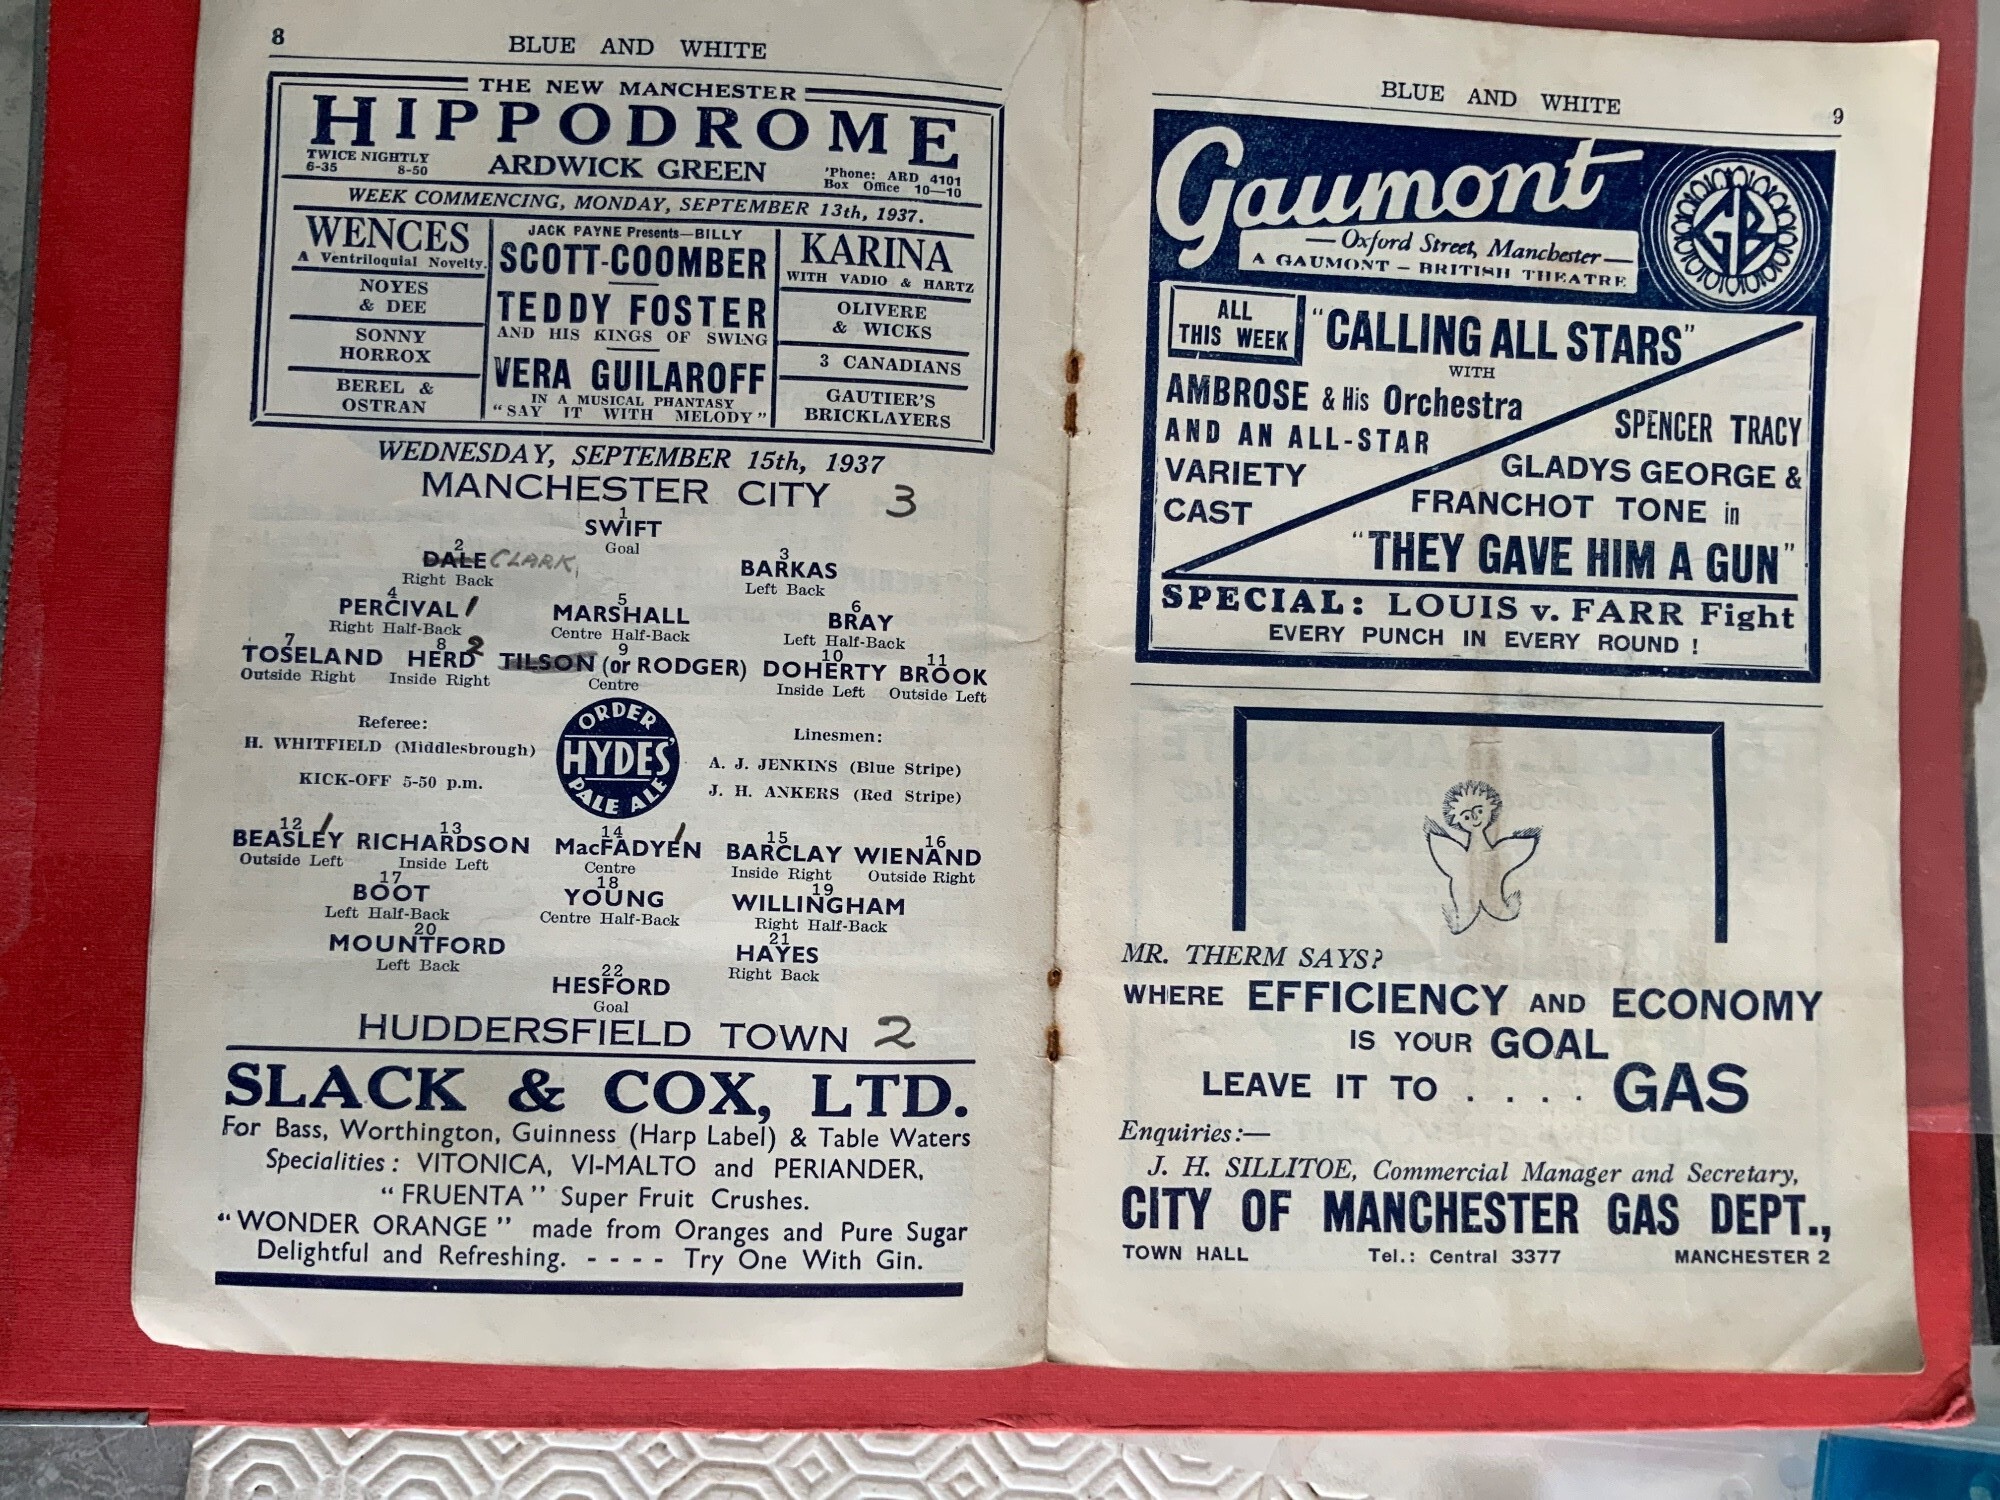 8
BLUE AND WHITE
THE NEW MANCHESTER
HIPPODROME
TWICE NIGHTLY
6-35 8-50
ARDWICK GREEN
'Phone: ARD 4101
Box Office 10—10
WEEK COMMENCING, MONDAY, SEPTEMBER 13th, 1937.
WENCES
A Ventriloquial Novelty.
NOYES
& DEE
SONNY
HORROX
BEREL &
OSTRAN
JACK PAYNE Presents—BILLY
SCOTT-COOMBER
TEDDY FOSTER
AND HIS KINGS OF SWING
VERA GUILAROFF
IN A MUSICAL PHANTASY
"SAY IT WITH MELODY"
KARINA
WITH VADIO & HARTZ
OLIVERE
& WICKS
3 CANADIANS
GAUTIER'S
BRICKLAYERS
WEDNESDAY, SEPTEMBER 15th, 1937
MANCHESTER CITY 3
1
SWIFT
Goal
2 3
DALE CLARK BARKAS
Right Back Left Back
4 5 6
PERCIVAL 1 MARSHALL BRAY
Right Half-Back Centre Half-Back Left Half-Back
7 8 9 10 11
TOSELAND HERD 2 TILSON (or RODGER) DOHERTY BROOK
Outside Right Inside Right Centre Inside Left Outside Left
Referee:
H. WHITFIELD (Middlesbrough)
KICK-OFF 5-50 p.m.
ORDER
HYDES'
PALE ALE
Linesmen:
A. J. JENKINS (Blue Stripe)
J. H. ANKERS (Red Stripe)
12 13 14 15 16
BEASLEY 1 RICHARDSON MacFADYEN 1 BARCLAY WIENAND
Outside Left Inside Left Centre Inside Right Outside Right
17 18 19
BOOT YOUNG WILLINGHAM
Left Half-Back Centre Half-Back Right Half-Back
20 21
MOUNTFORD HAYES
Left Back Right Back
22
HESFORD
Goal
HUDDERSFIELD TOWN 2
SLACK & COX, LTD.
For Bass, Worthington, Guinness (Harp Label) & Table Waters
Specialities: VITONICA, VI-MALTO and PERIANDER,
"FRUENTA" Super Fruit Crushes.
"WONDER ORANGE" made from Oranges and Pure Sugar
Delightful and Refreshing. - - - - Try One With Gin.
BLUE AND WHITE
9
Gaumont
—Oxford Street, Manchester—
A GAUMONT – BRITISH THEATRE
GB
ALL
THIS WEEK
"CALLING ALL STARS"
WITH
AMBROSE & His Orchestra
AND AN ALL-STAR
VARIETY
CAST
SPENCER TRACY
GLADYS GEORGE &
FRANCHOT TONE in
"THEY GAVE HIM A GUN"
SPECIAL: LOUIS v. FARR Fight
EVERY PUNCH IN EVERY ROUND !
MR. THERM SAYS?
WHERE EFFICIENCY AND ECONOMY
IS YOUR GOAL
LEAVE IT TO . . . . GAS
Enquiries:—
J. H. SILLITOE, Commercial Manager and Secretary,
CITY OF MANCHESTER GAS DEPT.,
TOWN HALL Tel.: Central 3377 MANCHESTER 2